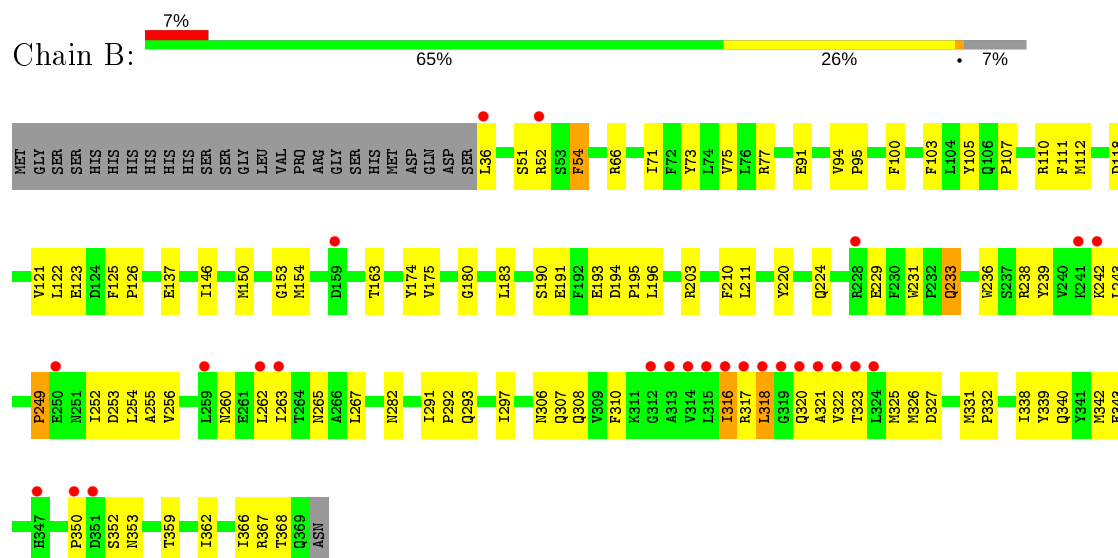 7%
Chain B:
65% 26% • 7%
MET GLY SER SER HIS HIS HIS HIS HIS HIS SER SER GLY LEU VAL PRO ARG GLY SER HIS MET ASP GLN ASP SER L36 S51 R52 S53 F54 R66 I71 F72 Y73 L74 V75 L76 R77 E91 V94 P95 F100 F103 L104 Y105 Q106 P107 R110 F111 M112 D118
V121 L122 E123 D124 F125 P126 E137 I146 M150 G153 M154 D159 T163 Y174 V175 G180 L183 S190 E191 F192 E193 D194 P195 L196 R203 F210 L211 Y220 Q224 R228 E229 F230 W231 P232 Q233 W236 S237 R238 Y239 V240 K241 K242
P249 E250 N251 I252 D253 L254 A255 V256 L259 N260 E261 L262 I263 T264 N265 A266 L267 N282 I291 P292 Q293 I297 N306 Q307 Q308 V309 F310 K311 G312 A313 V314 L315 I316 R317 L318 G319 Q320 A321 V322 T323 L324 M325 M326 D327 M331 P332 I338 Y339 Q340 Y341 M342
H347 P350 D351 S352 N353 T359 I362 I366 R367 T368 Q369 ASN